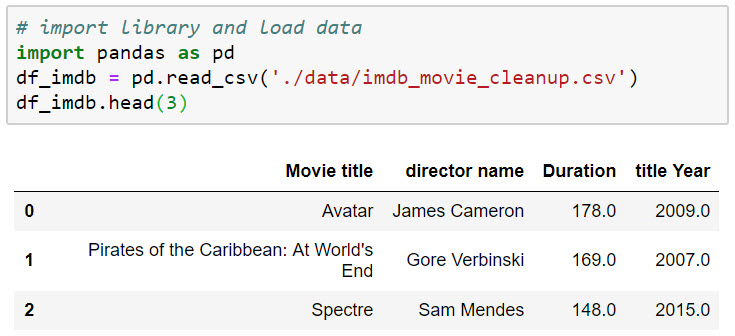 # import library and load data
import pandas as pd
df_imdb = pd.read_csv('./data/imdb_movie_cleanup.csv')
df_imdb.head(3)
Movie title director name Duration title Year
0 Avatar James Cameron 178.0 2009.0
1 Pirates of the Caribbean: At World's
End Gore Verbinski 169.0 2007.0
2 Spectre Sam Mendes 148.0 2015.0